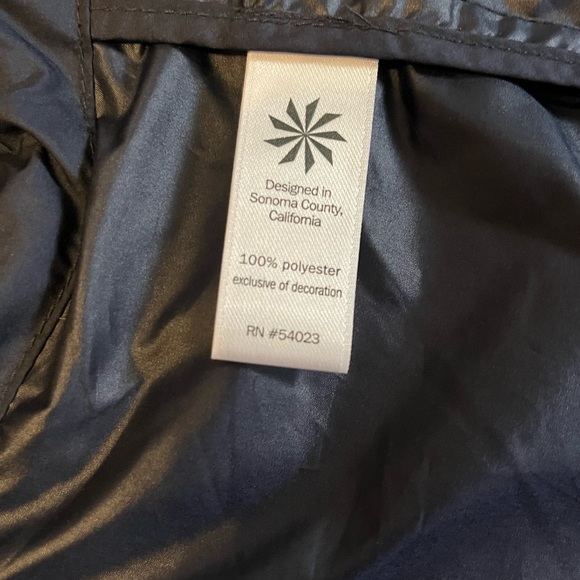 Designed in
Sonoma County,
California
100% polyester
exclusive of decoration
RN #54023